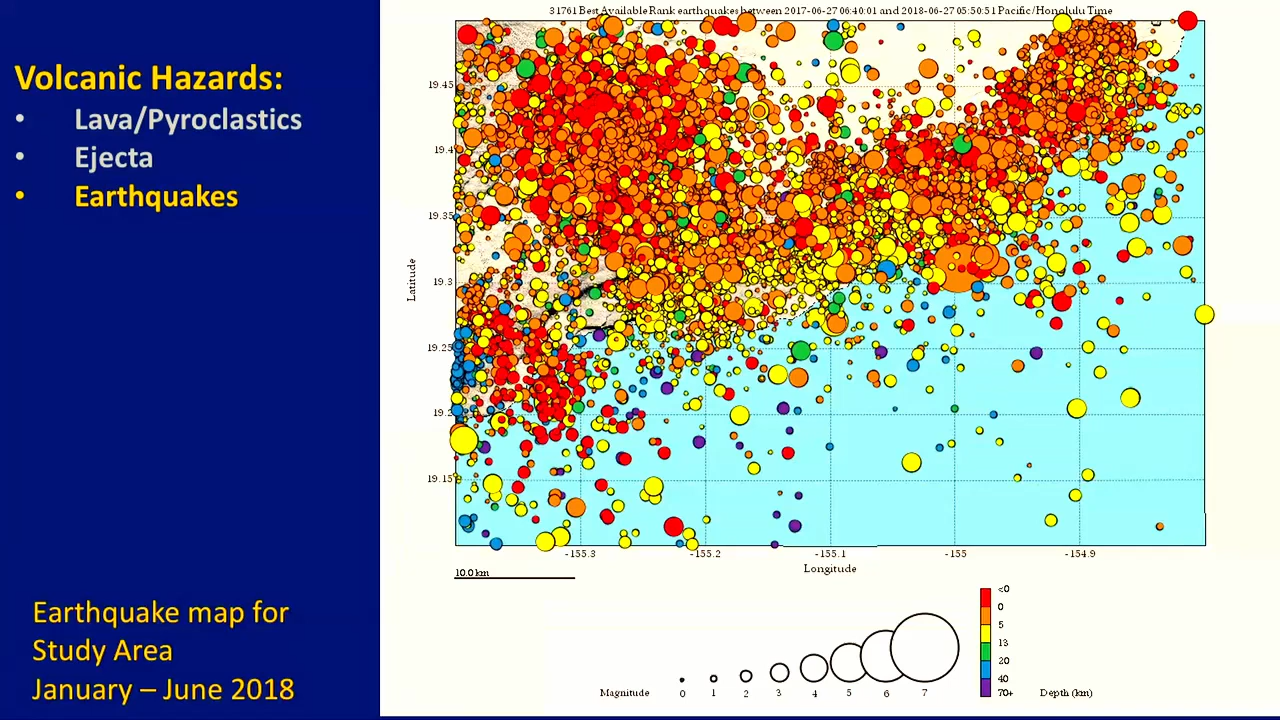 Volcanic Hazards:
• Lava/Pyroclastics
• Ejecta
• Earthquakes
Earthquake map for
Study Area
January – June 2018
31761 Best Available Rank earthquakes between 2017-06-27 06:40:01 and 2018-06-27 05:50:51 Pacific/Honolulu Time
Latitude
19.45
19.4
19.35
19.3
19.25
19.2
19.15
-155.3 -155.2 -155.1 -155 -154.9
Longitude
10.0 km
Magnitude 0 1 2 3 4 5 6 7
<0
0
5
13
20
40
70+
Depth (km)